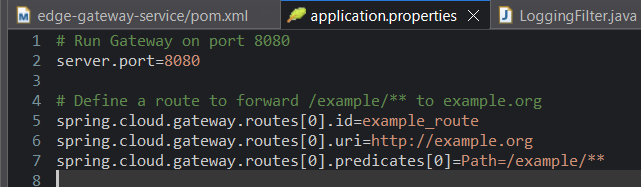 edge-gateway-service/pom.xml application.properties LoggingFilter.java
1 # Run Gateway on port 8080
2 server.port=8080
3
4 # Define a route to forward /example/** to example.org
5 spring.cloud.gateway.routes[0].id=example_route
6 spring.cloud.gateway.routes[0].uri=http://example.org
7 spring.cloud.gateway.routes[0].predicates[0]=Path=/example/**
8